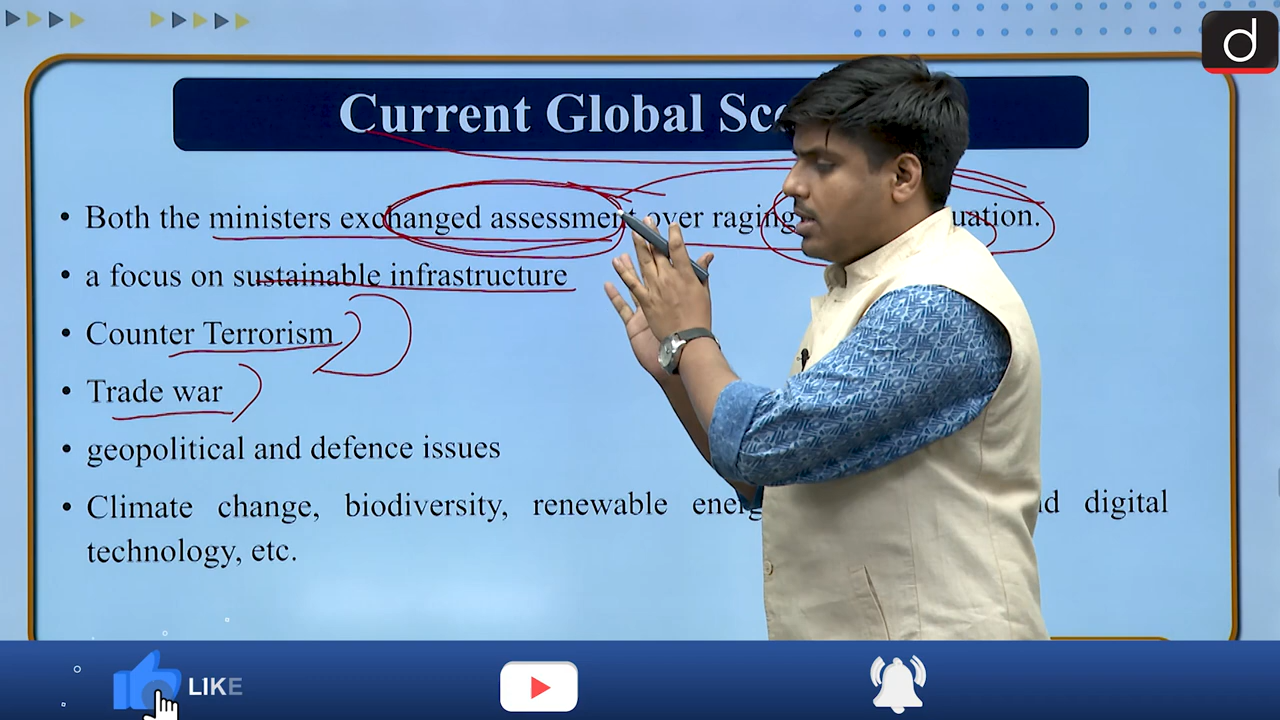 d
Current Global Sce
• Both the ministers exchanged assessment over raging uation.
• a focus on sustainable infrastructure
• Counter Terrorism
• Trade war
• geopolitical and defence issues
• Climate change, biodiversity, renewable energ d digital
technology, etc.
LIKE